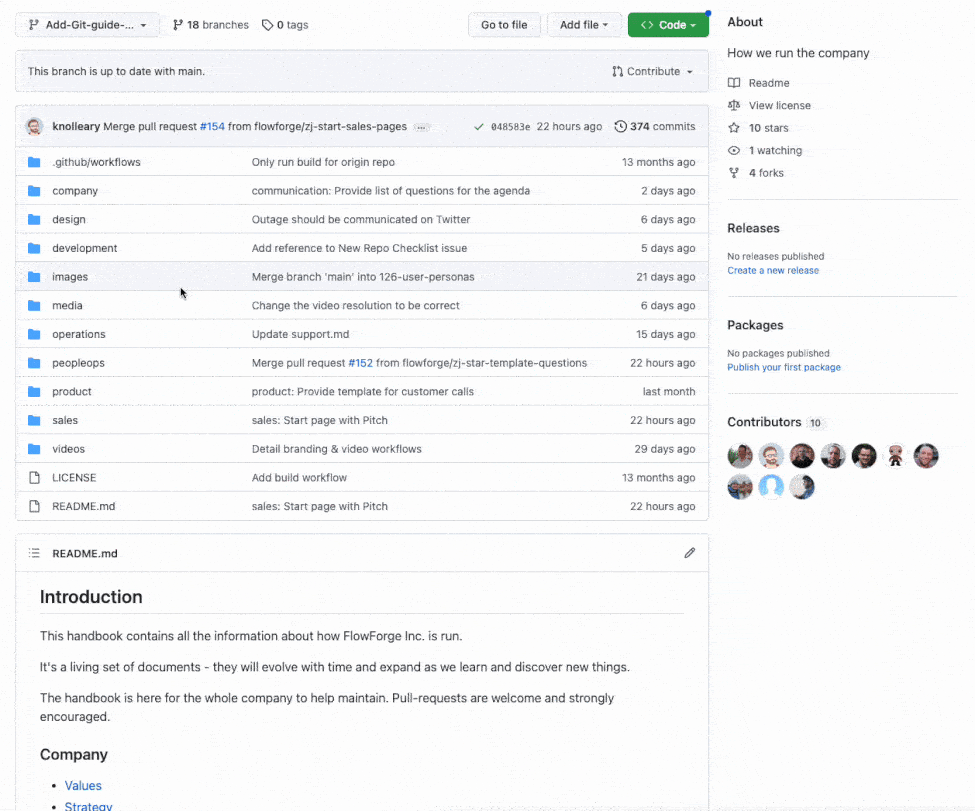 Add-Git-guide-... 18 branches 0 tags Go to file Add file Code
This branch is up to date with main. Contribute
knolleary Merge pull request #154 from flowforge/zj-start-sales-pages ... 048583e 22 hours ago 374 commits
.github/workflows Only run build for origin repo 13 months ago
company communication: Provide list of questions for the agenda 2 days ago
design Outage should be communicated on Twitter 6 days ago
development Add reference to New Repo Checklist issue 5 days ago
images Merge branch 'main' into 126-user-personas 21 days ago
media Change the video resolution to be correct 6 days ago
operations Update support.md 15 days ago
peopleops Merge pull request #152 from flowforge/zj-star-template-questions 22 hours ago
product product: Provide template for customer calls last month
sales sales: Start page with Pitch 22 hours ago
videos Detail branding & video workflows 29 days ago
LICENSE Add build workflow 13 months ago
README.md sales: Start page with Pitch 22 hours ago
README.md
Introduction
This handbook contains all the information about how FlowForge Inc. is run.
It's a living set of documents - they will evolve with time and expand as we learn and discover new things.
The handbook is here for the whole company to help maintain. Pull-requests are welcome and strongly
encouraged.
Company
Values
Strategy
About
How we run the company
Readme
View license
10 stars
1 watching
4 forks
Releases
No releases published
Create a new release
Packages
No packages published
Publish your first package
Contributors 10